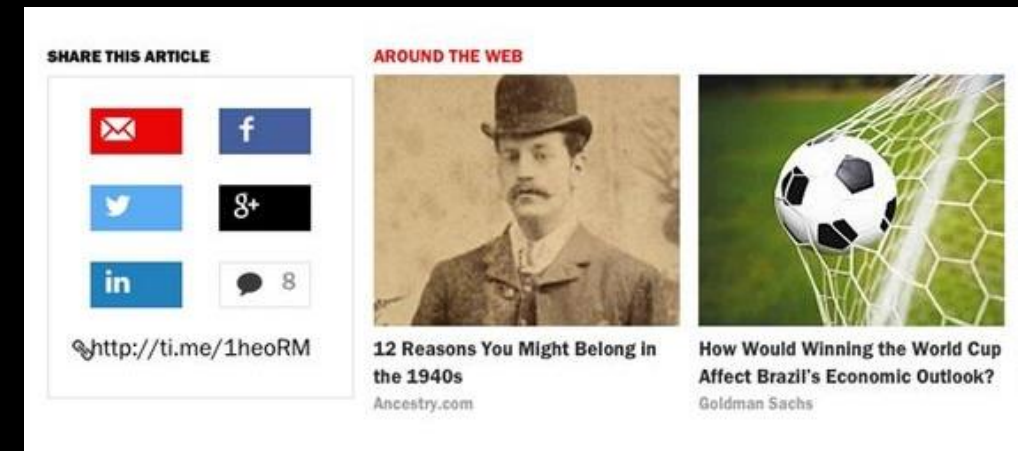 SHARE THIS ARTICLE
f
g+
in
8
http://ti.me/1heoRM
AROUND THE WEB
12 Reasons You Might Belong in
the 1940s
Ancestry.com
How Would Winning the World Cup
Affect Brazil's Economic Outlook?
Goldman Sachs